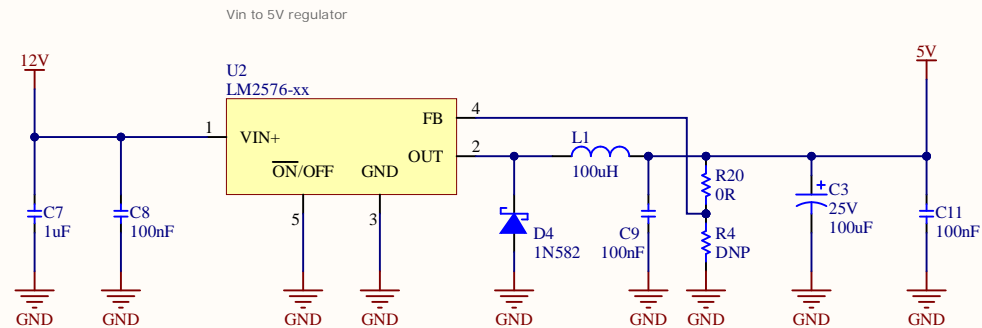 Vin to 5V regulator
12V
5V
U2
LM2576-xx
1
VIN+
FB
4
OUT
2
ON/OFF
GND
5
3
L1
100uH
R20
0R
C7
1uF
C8
100nF
D4
1N582
C9
100nF
R4
DNP
+
C3
25V
100uF
C11
100nF
GND
GND
GND
GND
GND
GND
GND
GND
GND